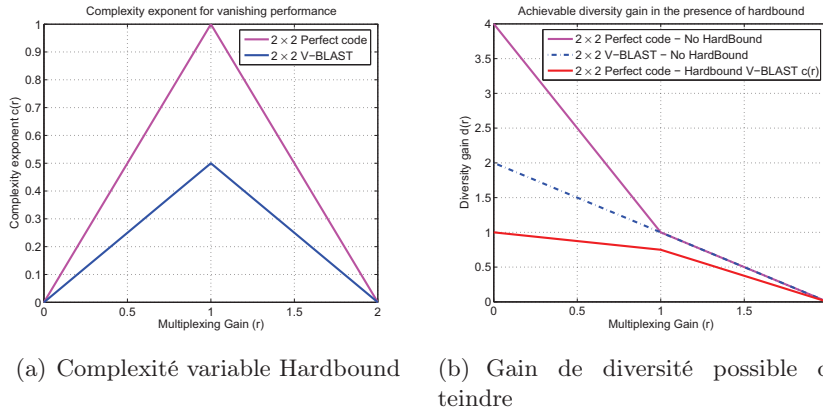 Complexity exponent for vanishing performance
1
0.9
0.8
0.7
0.6
0.5
0.4
0.3
0.2
0.1
0
Complexity exponent c(r)
2 × 2 Perfect code
2 × 2 V−BLAST
0 0.5 1 1.5 2
Multiplexing Gain (r)
(a) Complexité variable Hardbound
Achievable diversity gain in the presence of hardbound
4
3.5
3
2.5
2
1.5
1
0.5
0
Diversity gain d(r)
2 × 2 Perfect code − No HardBound
2 × 2 V−BLAST − No HardBound
2 × 2 Perfect code − Hardbound V−BLAST c(r)
0 0.5 1 1.5
Multiplexing Gain (r)
(b) Gain de diversité possible
teindre